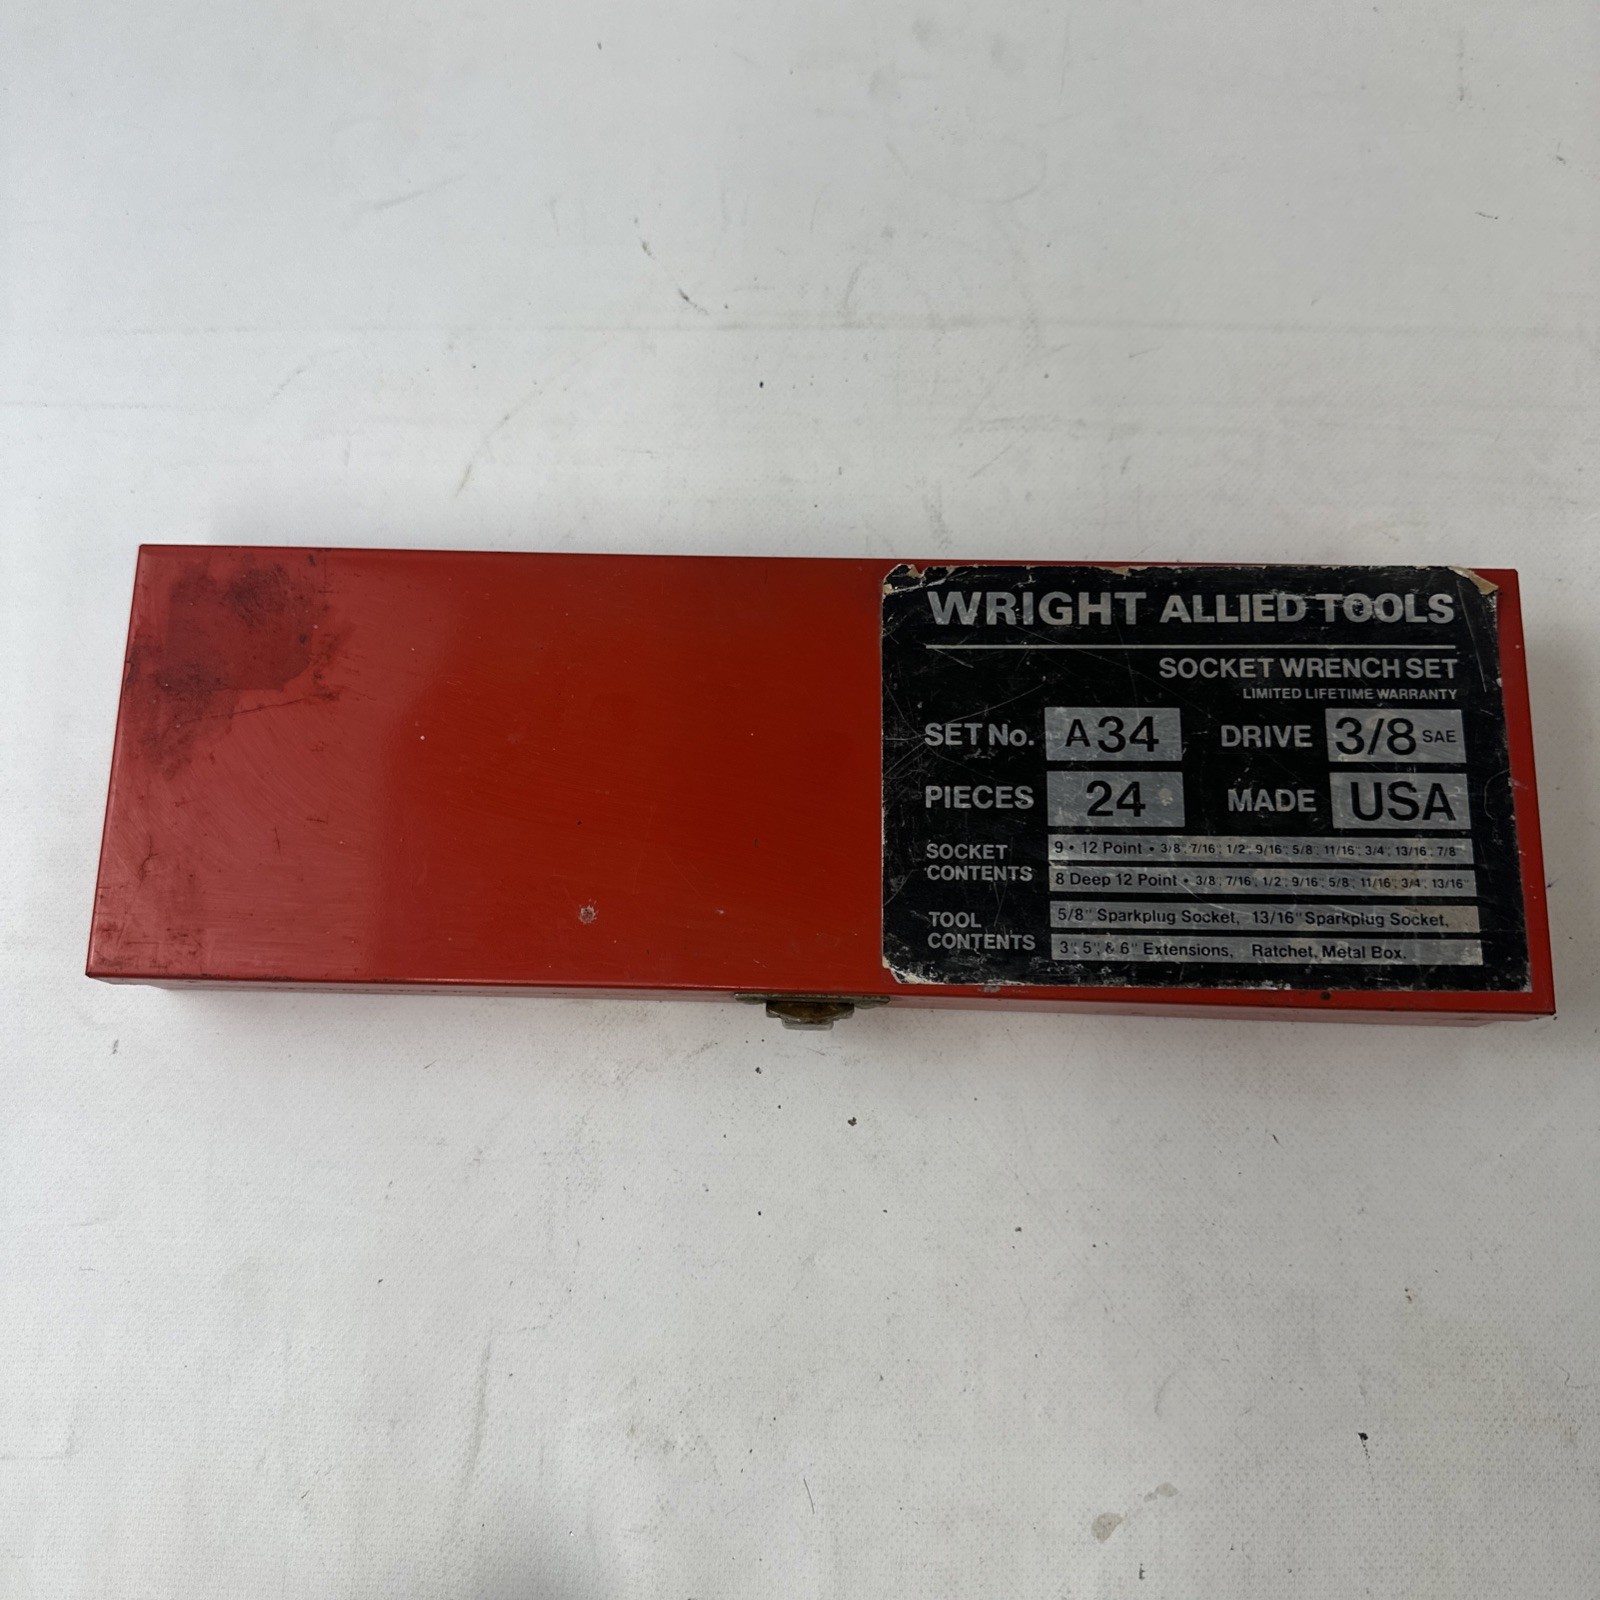 WRIGHT ALLIED TOOLS
SOCKET WRENCH SET
LIMITED LIFETIME WARRANTY
SET No. A34 DRIVE 3/8 SAE
PIECES 24 MADE USA
SOCKET CONTENTS
9 • 12 Point • 3/8", 7/16", 1/2", 9/16", 5/8", 11/16", 3/4", 13/16", 7/8"
8 Deep 12 Point • 3/8", 7/16", 1/2", 9/16", 5/8", 11/16", 3/4", 13/16"
TOOL CONTENTS
5/8" Sparkplug Socket, 13/16" Sparkplug Socket,
3", 5", & 6" Extensions, Ratchet, Metal Box.